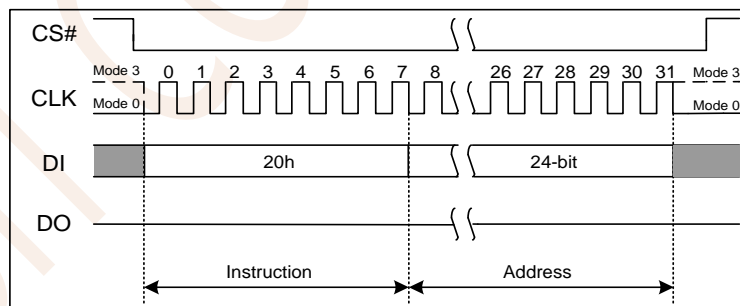 CS#
Mode 3 0 1 2 3 4 5 6 7 8 26 27 28 29 30 31 Mode 3
CLK
Mode 0 Mode 0
DI 20h 24-bit
DO
Instruction Address